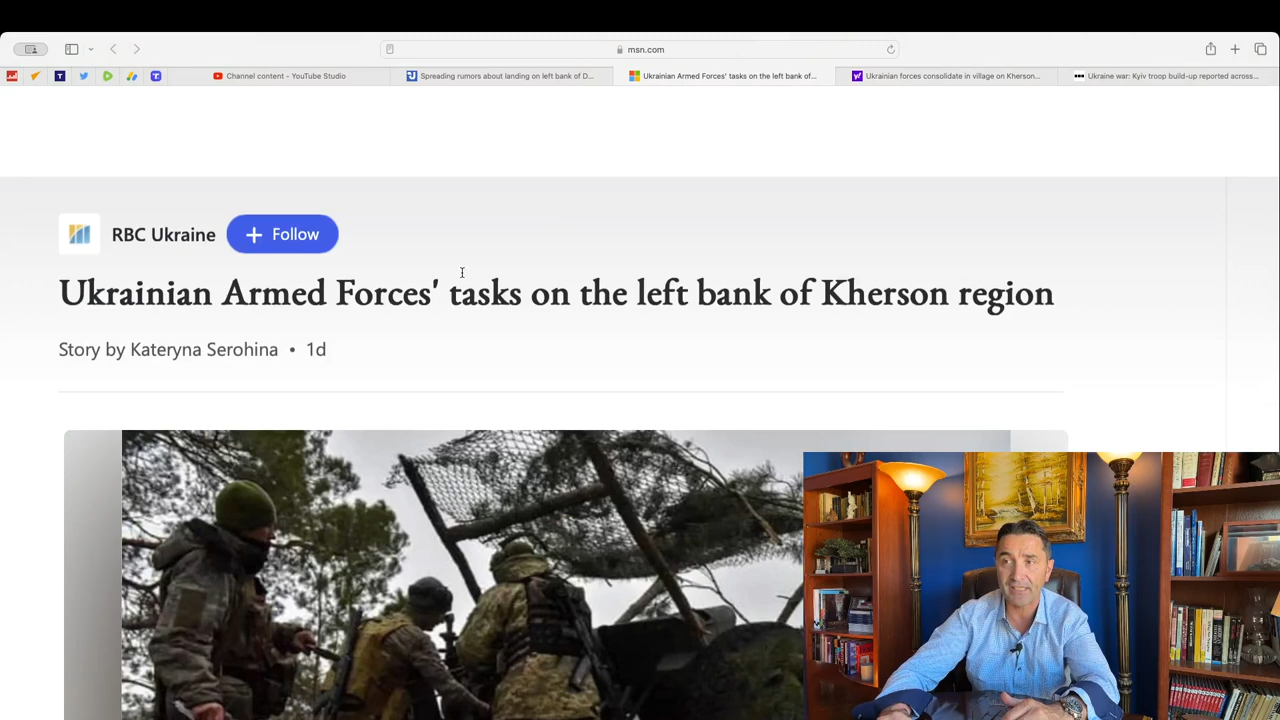 msn.com
Channel content - YouTube Studio
Spreading rumors about landing on left bank of D...
Ukrainian Armed Forces' tasks on the left bank of...
Ukrainian forces consolidate in village on Kherson...
Ukraine war: Kyiv troop build-up reported across...
RBC Ukraine
+ Follow
Ukrainian Armed Forces' tasks on the left bank of Kherson region
Story by Kateryna Serohina • 1d